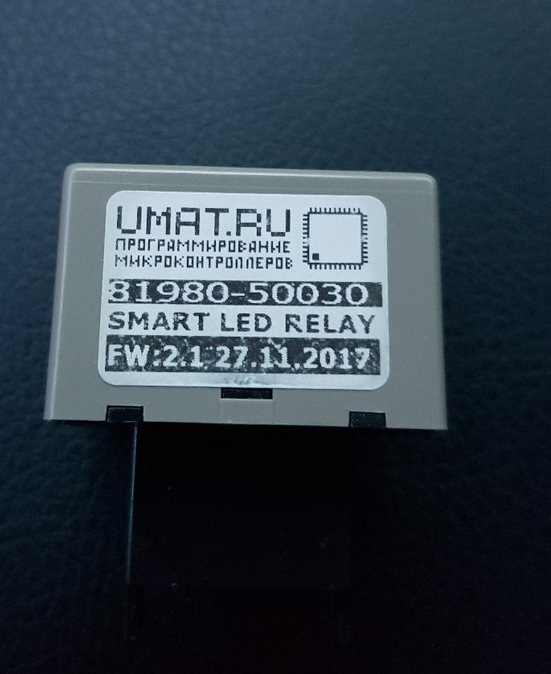 UMAT.RU
ПРОГРАММИРОВАНИЕ
МИКРОКОНТРОЛЛЕРОВ
81980-50030
SMART LED RELAY
FW:2.1 27.11.2017